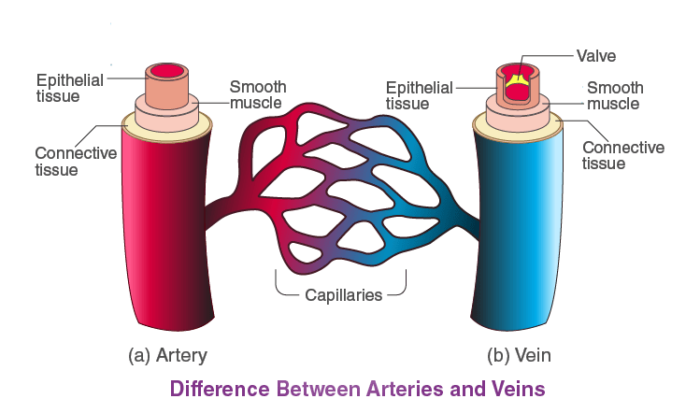 Valve
Epithelial
tissue
Smooth
muscle
Connective
tissue
Epithelial
tissue
Smooth
muscle
Connective
tissue
Capillaries
(a) Artery
(b) Vein
Difference Between Arteries and Veins